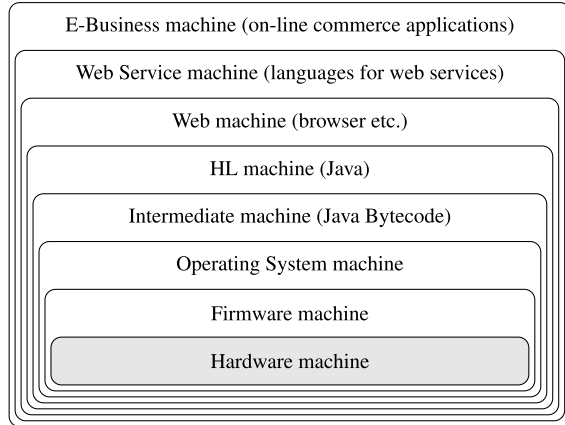 E-Business machine (on-line commerce applications)
Web Service machine (languages for web services)
Web machine (browser etc.)
HL machine (Java)
Intermediate machine (Java Bytecode)
Operating System machine
Firmware machine
Hardware machine